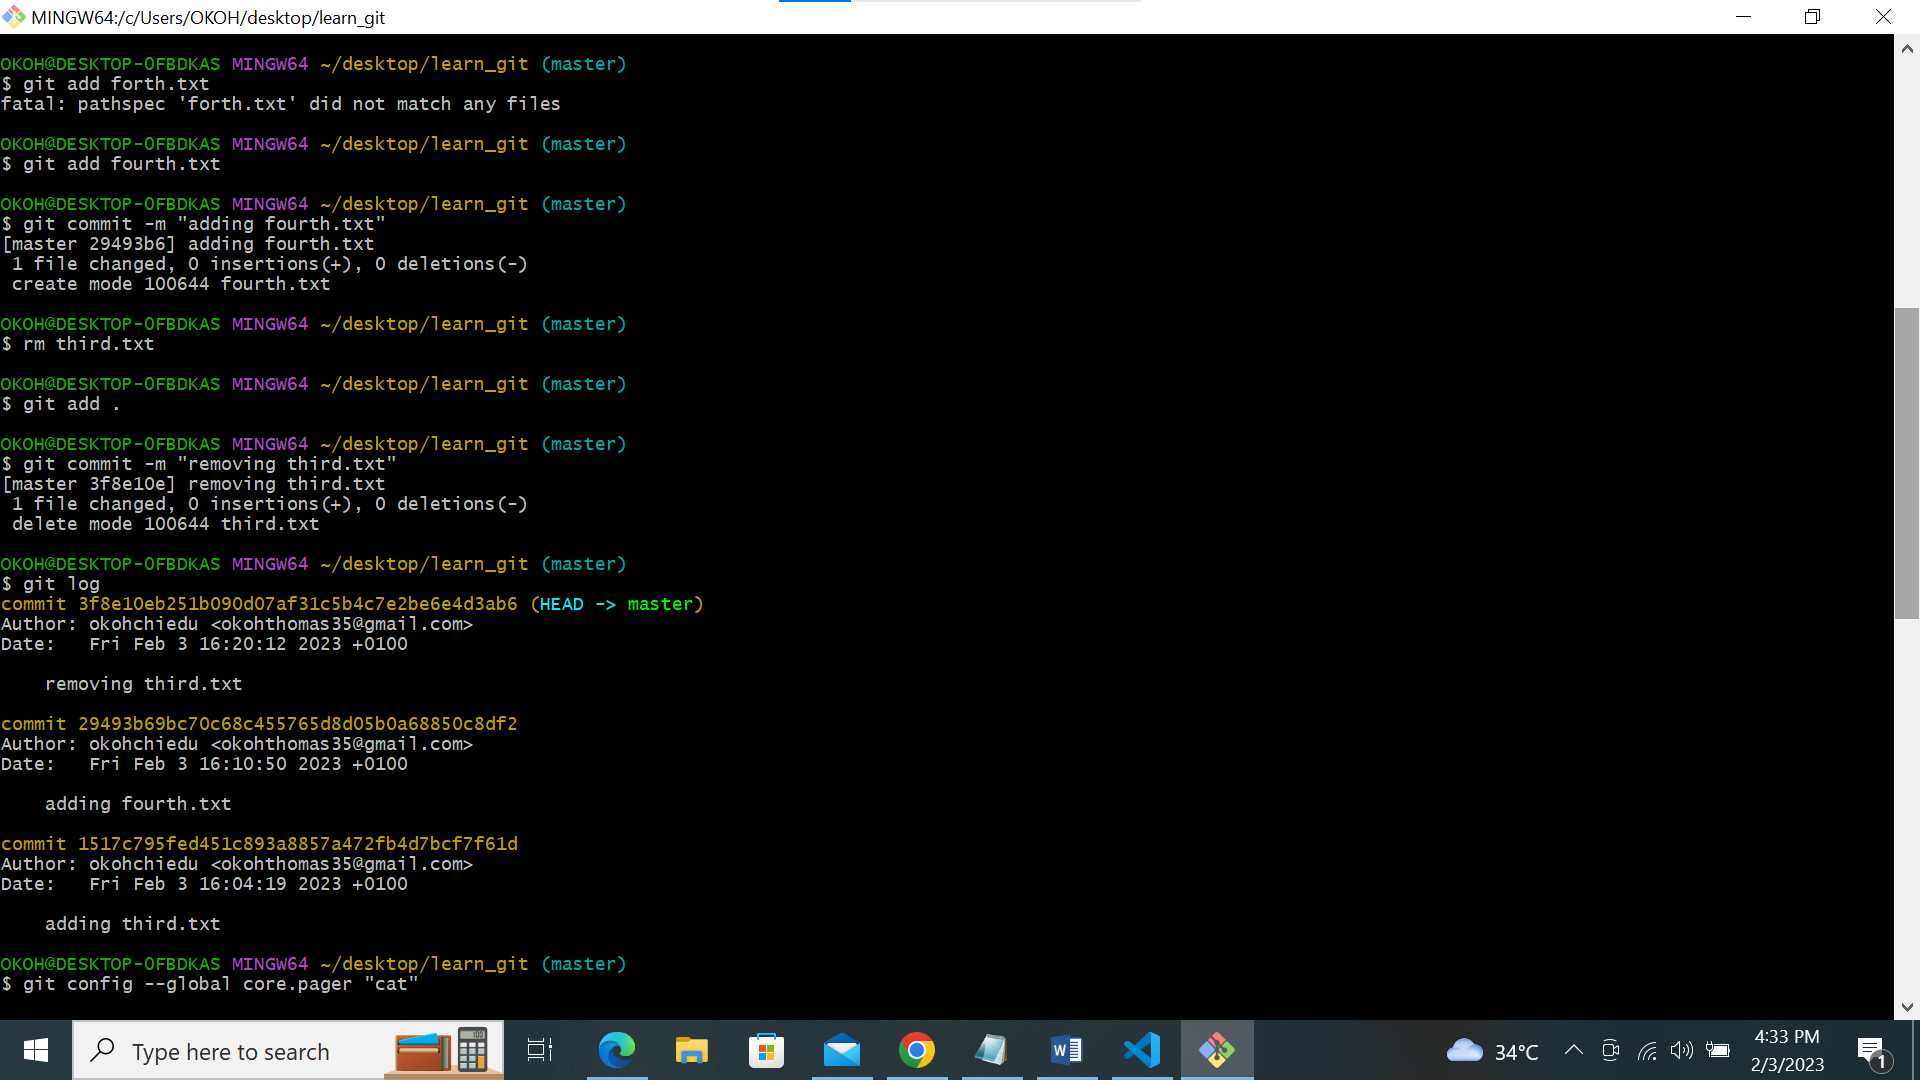 MINGW64:/c/Users/OKOH/desktop/learn_git
OKOH@DESKTOP-OFBDKAS MINGW64 ~/desktop/learn_git (master)
$ git add forth.txt
fatal: pathspec 'forth.txt' did not match any files
OKOH@DESKTOP-OFBDKAS MINGW64 ~/desktop/learn_git (master)
$ git add fourth.txt
OKOH@DESKTOP-OFBDKAS MINGW64 ~/desktop/learn_git (master)
$ git commit -m "adding fourth.txt"
[master 29493b6] adding fourth.txt
 1 file changed, 0 insertions(+), 0 deletions(-)
 create mode 100644 fourth.txt
OKOH@DESKTOP-OFBDKAS MINGW64 ~/desktop/learn_git (master)
$ rm third.txt
OKOH@DESKTOP-OFBDKAS MINGW64 ~/desktop/learn_git (master)
$ git add .
OKOH@DESKTOP-OFBDKAS MINGW64 ~/desktop/learn_git (master)
$ git commit -m "removing third.txt"
[master 3f8e10e] removing third.txt
 1 file changed, 0 insertions(+), 0 deletions(-)
 delete mode 100644 third.txt
OKOH@DESKTOP-OFBDKAS MINGW64 ~/desktop/learn_git (master)
$ git log
commit 3f8e10eb251b090d07af31c5b4c7e2be6e4d3ab6 (HEAD -> master)
Author: okohchiedu <okohthomas35@gmail.com>
Date:   Fri Feb 3 16:20:12 2023 +0100
    removing third.txt
commit 29493b69bc70c68c455765d8d05b0a68850c8df2
Author: okohchiedu <okohthomas35@gmail.com>
Date:   Fri Feb 3 16:10:50 2023 +0100
    adding fourth.txt
commit 1517c795fed451c893a8857a472fb4d7bcf7f61d
Author: okohchiedu <okohthomas35@gmail.com>
Date:   Fri Feb 3 16:04:19 2023 +0100
    adding third.txt
OKOH@DESKTOP-OFBDKAS MINGW64 ~/desktop/learn_git (master)
$ git config --global core.pager "cat"
Type here to search
34°C
4:33 PM
2/3/2023
1